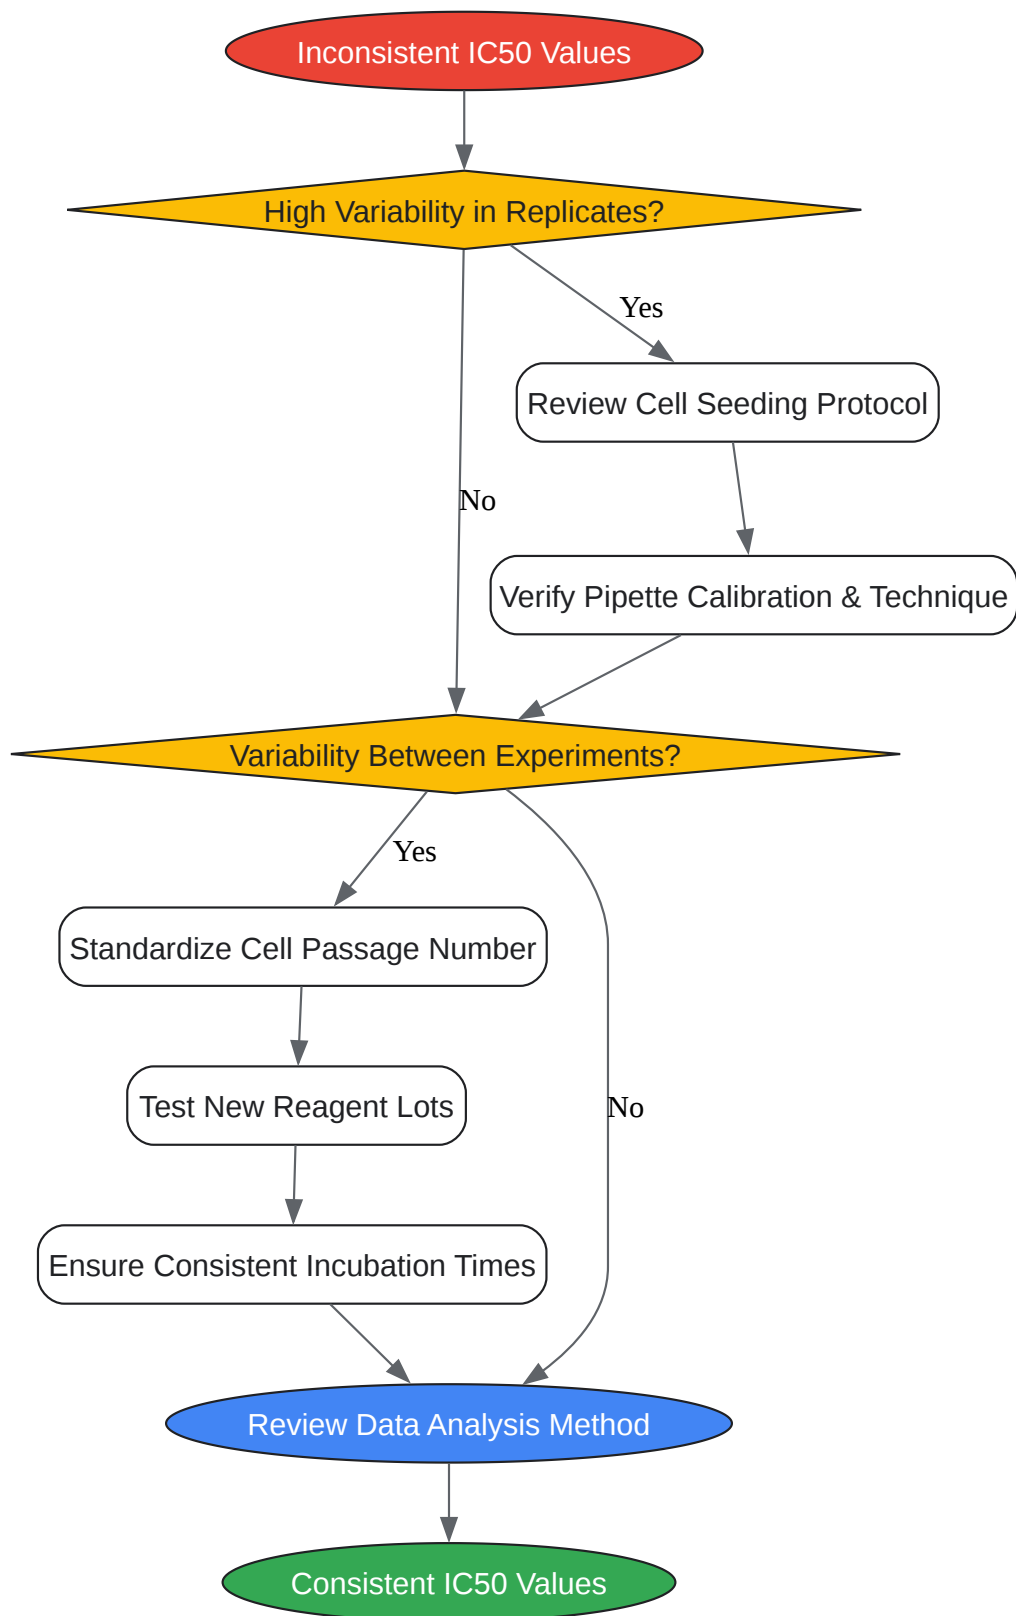 Inconsistent IC50 Values
High Variability in Replicates?
Yes
Review Cell Seeding Protocol
No
Verify Pipette Calibration & Technique
Variability Between Experiments?
Yes
Standardize Cell Passage Number
Test New Reagent Lots
No
Ensure Consistent Incubation Times
Review Data Analysis Method
Consistent IC50 Values